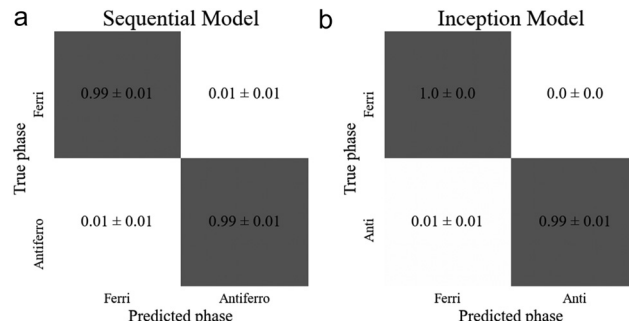 a
Sequential Model
True phase
Ferri
Antiferro
0.99 ± 0.01
0.01 ± 0.01
0.01 ± 0.01
0.99 ± 0.01
Ferri
Antiferro
Predicted phase
b
Inception Model
True phase
Ferri
Anti
1.0 ± 0.0
0.0 ± 0.0
0.01 ± 0.01
0.99 ± 0.01
Ferri
Anti
Predicted phase